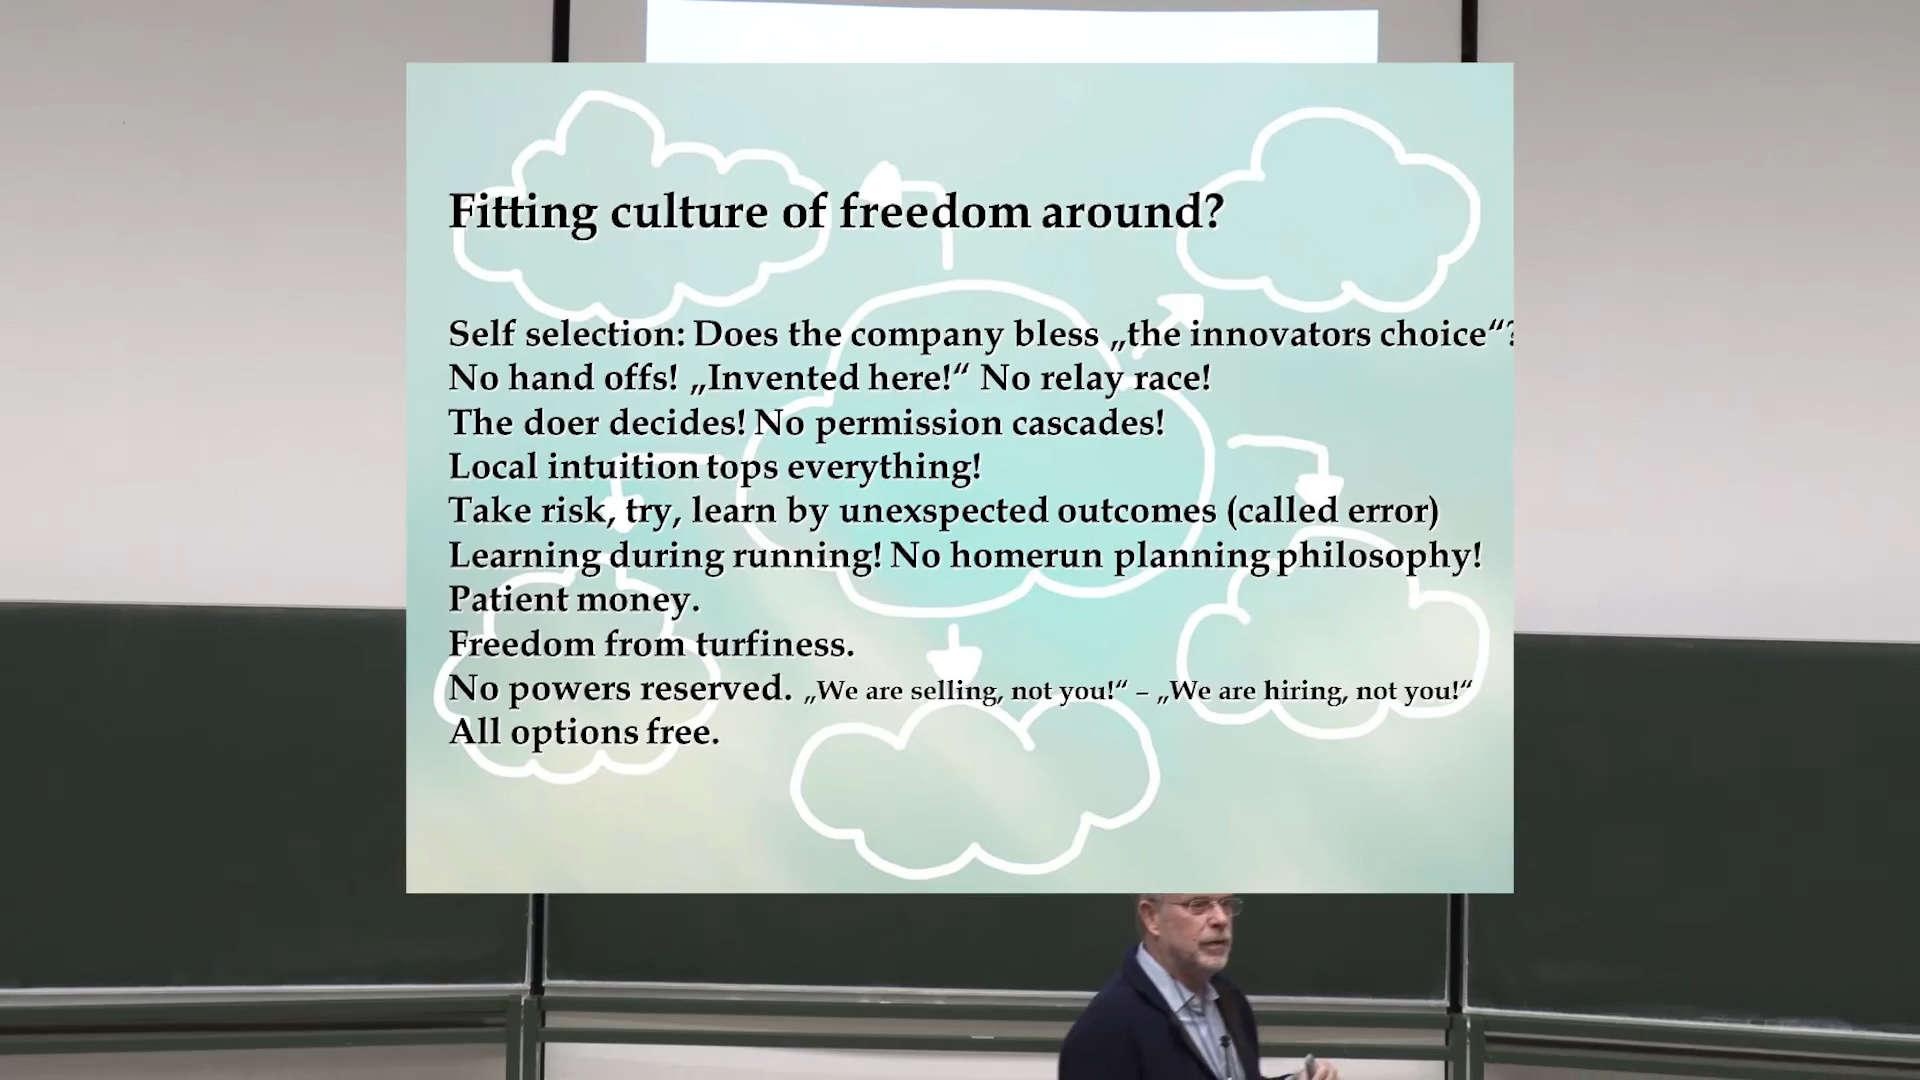 Fitting culture of freedom around?
Self selection: Does the company bless „the innovators choice“?
No hand offs! „Invented here!“ No relay race!
The doer decides! No permission cascades!
Local intuition tops everything!
Take risk, try, learn by unexspected outcomes (called error)
Learning during running! No homerun planning philosophy!
Patient money.
Freedom from turfiness.
No powers reserved. „We are selling, not you!“ – „We are hiring, not you!“
All options free.